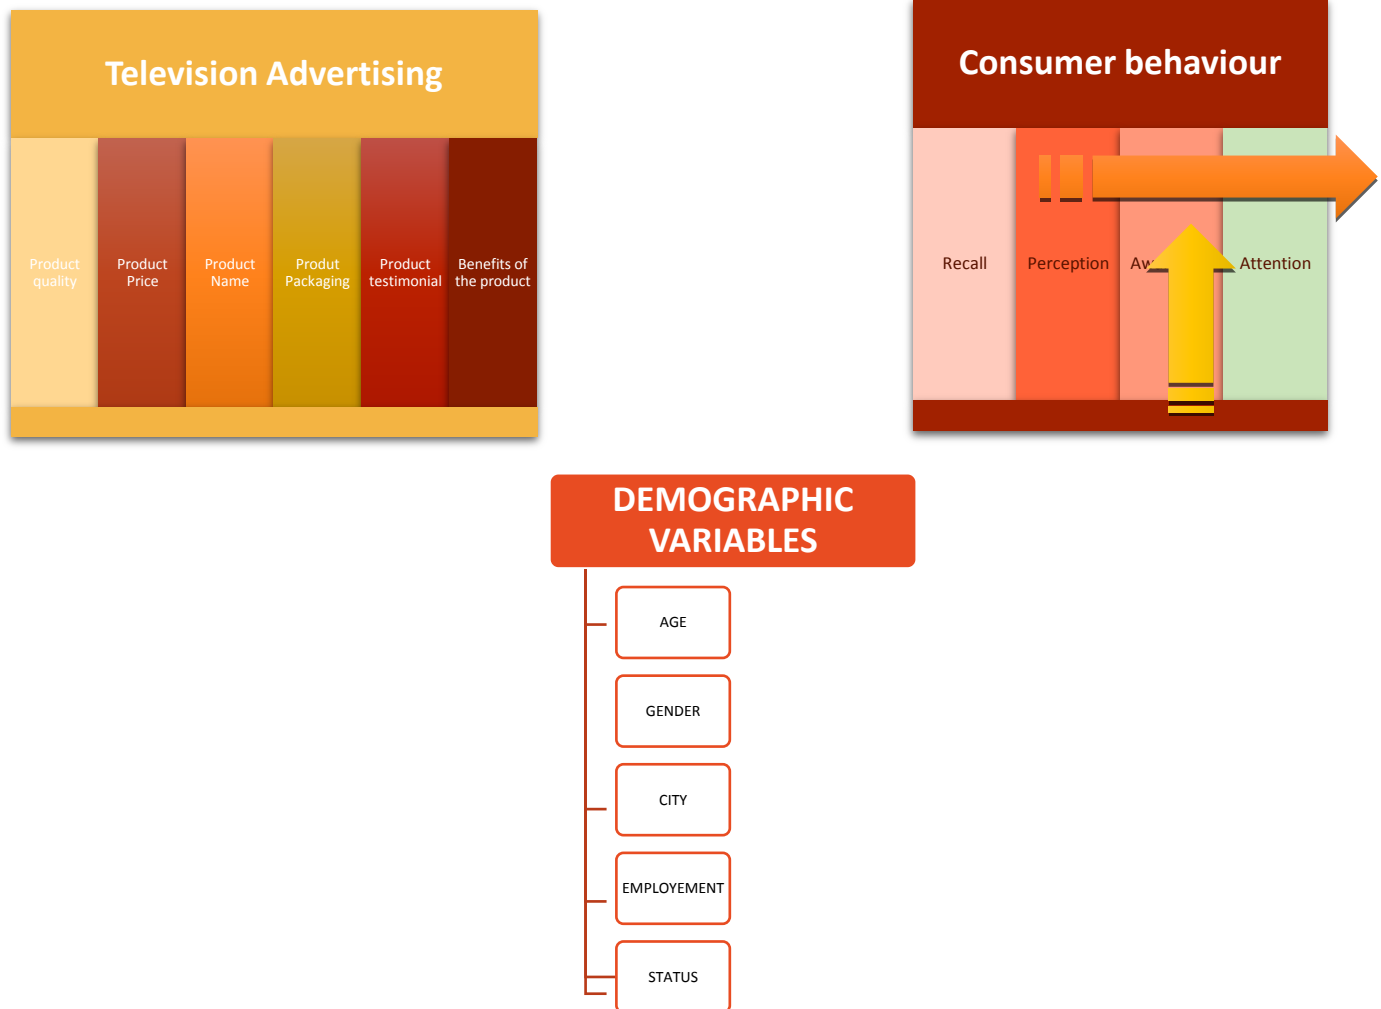 Television Advertising
Product
quality
Product
Price
Product
Name
Produt
Packaging
Product
testimonial
Benefits of
the product
Consumer behaviour
Recall
Perception
Attention
DEMOGRAPHIC
VARIABLES
AGE
GENDER
CITY
EMPLOYEMENT
STATUS